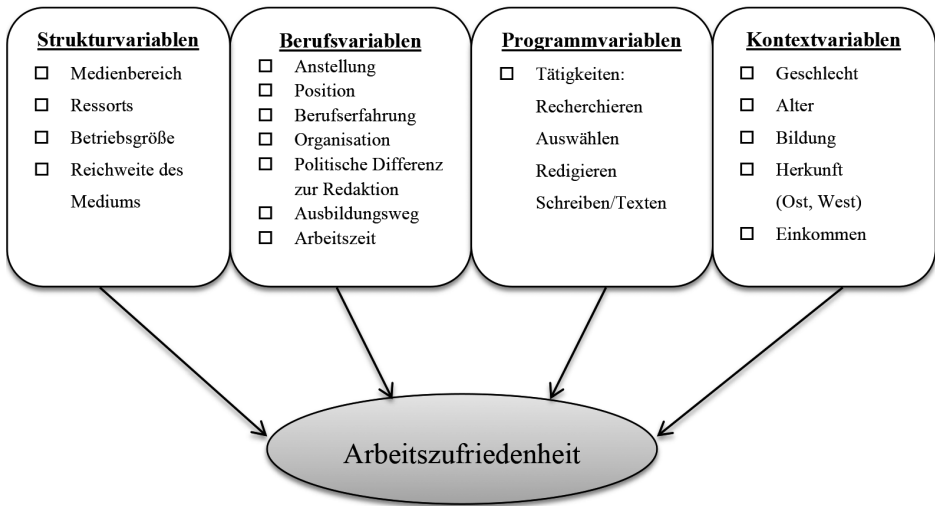 Strukturvariablen
☐ Medienbereich
☐ Ressorts
☐ Betriebsgröße
☐ Reichweite des
Mediums
Berufsvariablen
☐ Anstellung
☐ Position
☐ Berufserfahrung
☐ Organisation
☐ Politische Differenz
zur Redaktion
☐ Ausbildungsweg
☐ Arbeitszeit
Programmvariablen
☐ Tätigkeiten:
Recherchieren
Auswählen
Redigieren
Schreiben/Texten
Kontextvariablen
☐ Geschlecht
☐ Alter
☐ Bildung
☐ Herkunft
(Ost, West)
☐ Einkommen
Arbeitszufriedenheit